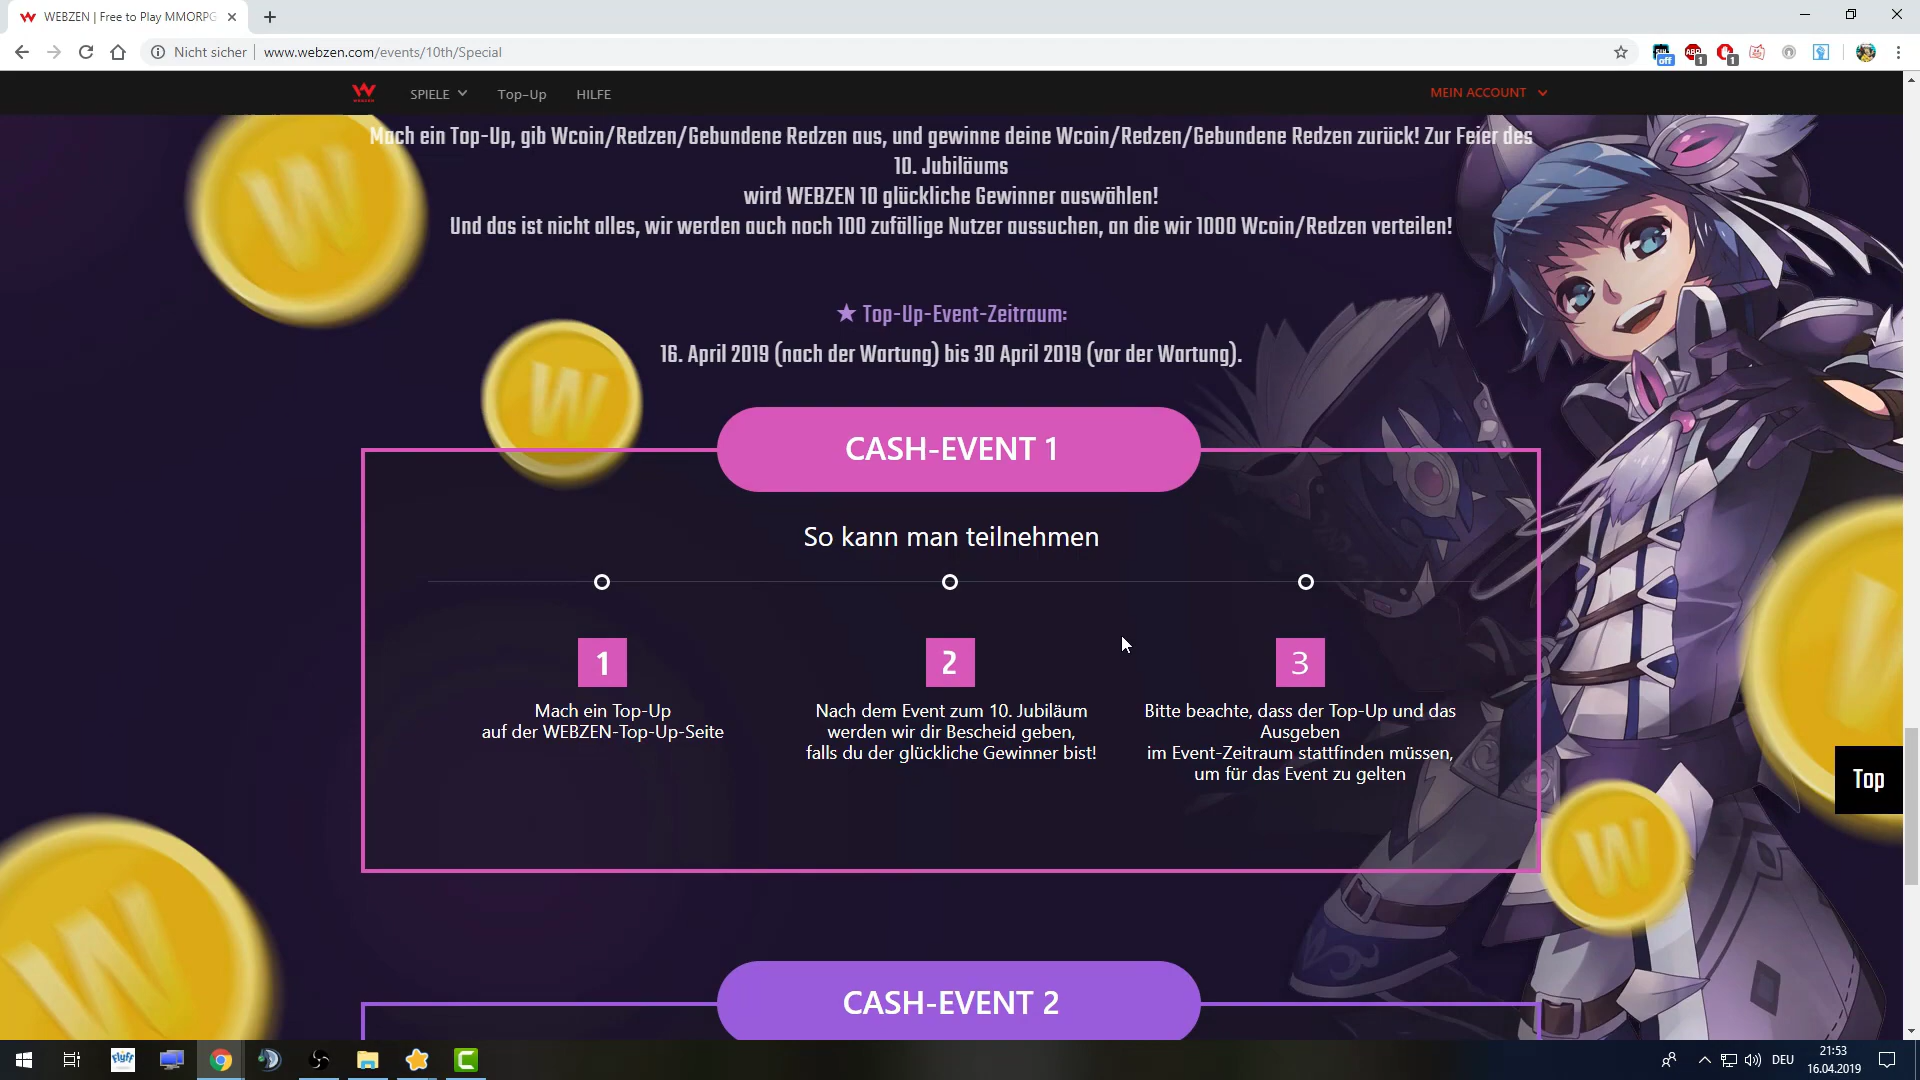 WEBZEN | Free to Play MMORPG
Nicht sicher
www.webzen.com/events/10th/Special
off
ABP
1
1
WEBZEN
SPIELE
Top-Up
HILFE
MEIN ACCOUNT
Mach ein Top-Up, gib Wcoin/Redzen/Gebundene Redzen aus, und gewinne deine Wcoin/Redzen/Gebundene Redzen zurück! Zur Feier des
10. Jubiläums
wird WEBZEN 10 glückliche Gewinner auswählen!
Und das ist nicht alles, wir werden auch noch 100 zufällige Nutzer aussuchen, an die wir 1000 Wcoin/Redzen verteilen!
★ Top-Up-Event-Zeitraum:
16. April 2019 (nach der Wartung) bis 30 April 2019 (vor der Wartung).
CASH-EVENT 1
So kann man teilnehmen
1
Mach ein Top-Up
auf der WEBZEN-Top-Up-Seite
2
Nach dem Event zum 10. Jubiläum
werden wir dir Bescheid geben,
falls du der glückliche Gewinner bist!
3
Bitte beachte, dass der Top-Up und das
Ausgeben
im Event-Zeitraum stattfinden müssen,
um für das Event zu gelten
Top
CASH-EVENT 2
Flyff
DEU
21:53
16.04.2019